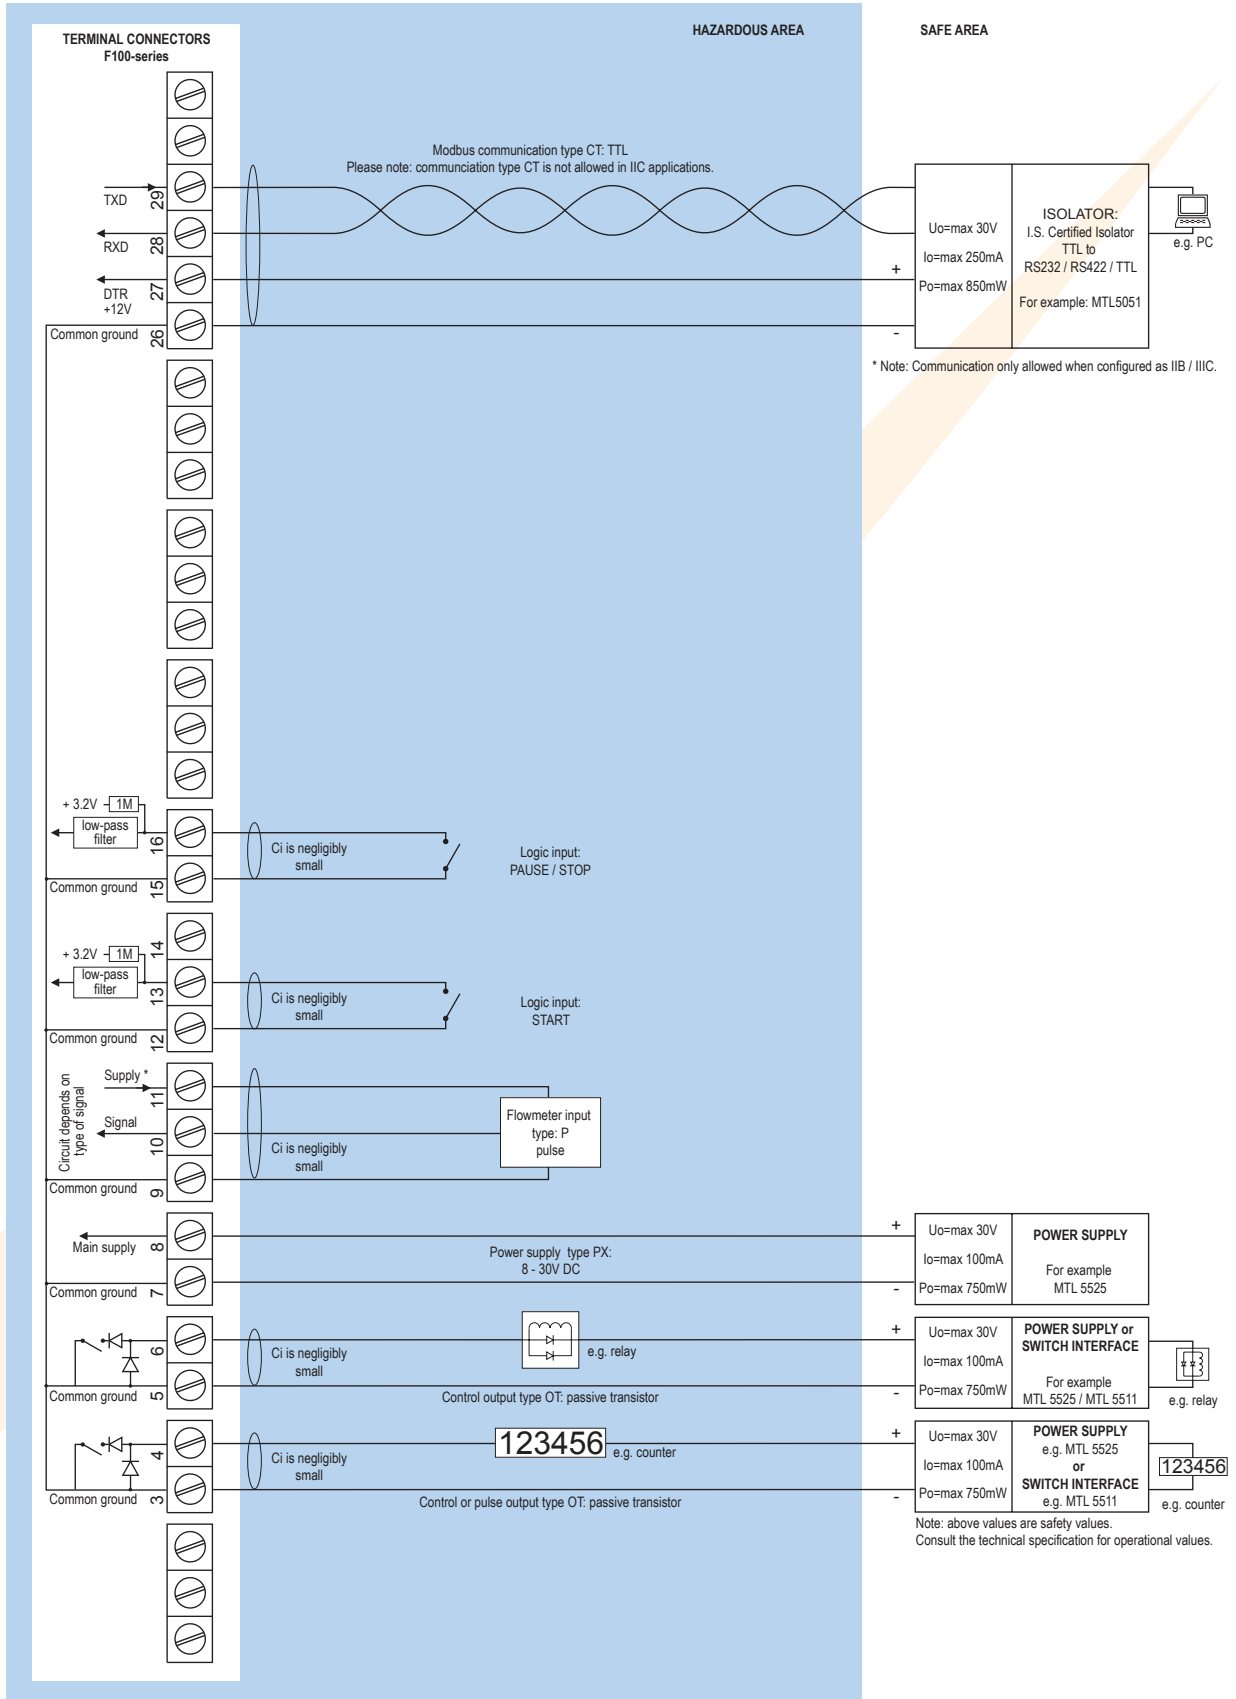 HAZARDOUS AREA
SAFE AREA
TERMINAL CONNECTORS
F100-series
Modbus communication type CT: TTL
Please note: communciation type CT is not allowed in IIC applications.
TXD
29
RXD
28
DTR
+12V
27
Common ground
26
+
-
Uo=max 30V
Io=max 250mA
Po=max 850mW
ISOLATOR:
I.S. Certified Isolator
TTL to
RS232 / RS422 / TTL
For example: MTL5051
e.g. PC
* Note: Communication only allowed when configured as IIB / IIIC.
+ 3.2V
1M
low-pass
filter
16
Common ground
15
Ci is negligibly
small
Logic input:
PAUSE / STOP
14
+ 3.2V
1M
low-pass
filter
13
Common ground
12
Ci is negligibly
small
Logic input:
START
Circuit depends on
type of signal
Supply *
11
Signal
10
Common ground
9
Ci is negligibly
small
Flowmeter input
type: P
pulse
Main supply
8
Common ground
7
Power supply type PX:
8 - 30V DC
+
-
Uo=max 30V
Io=max 100mA
Po=max 750mW
POWER SUPPLY
For example
MTL 5525
6
Common ground
5
Ci is negligibly
small
e.g. relay
Control output type OT: passive transistor
+
-
Uo=max 30V
Io=max 100mA
Po=max 750mW
POWER SUPPLY or
SWITCH INTERFACE
For example
MTL 5525 / MTL 5511
e.g. relay
4
Common ground
3
Ci is negligibly
small
123456
e.g. counter
Control or pulse output type OT: passive transistor
+
-
Uo=max 30V
Io=max 100mA
Po=max 750mW
POWER SUPPLY
e.g. MTL 5525
or
SWITCH INTERFACE
e.g. MTL 5511
123456
e.g. counter
Note: above values are safety values.
Consult the technical specification for operational values.